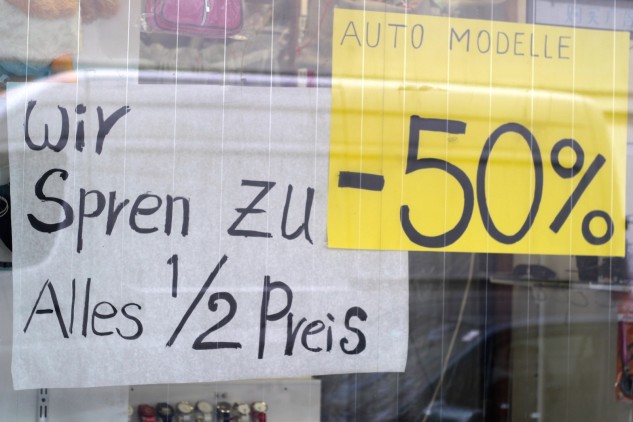 Wir
Spren ZU
Alles 1/2 Preis
AUTO MODELLE
-50%